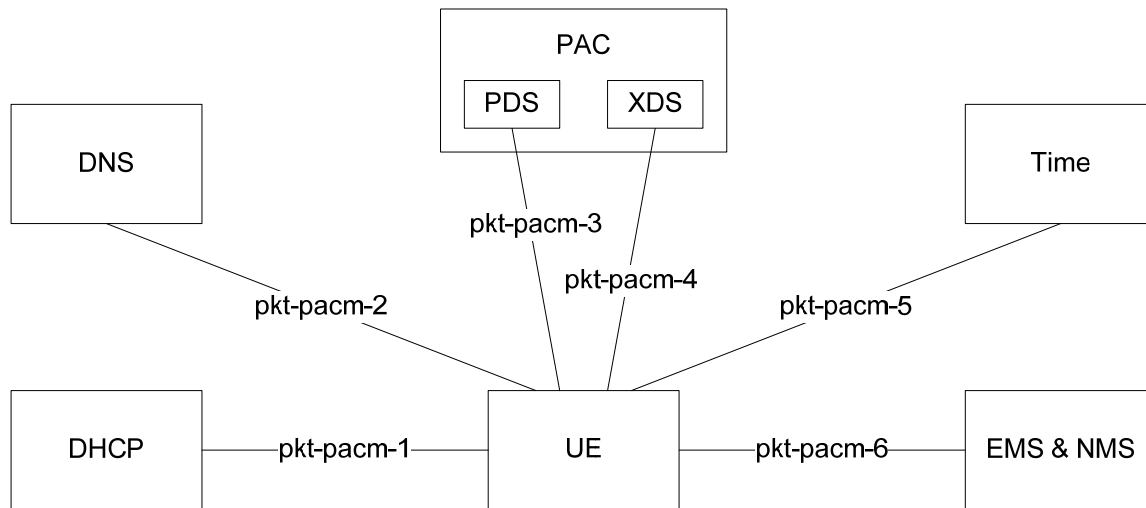 PAC
PDS
XDS
DNS
Time
pkt-pacm-3
pkt-pacm-4
pkt-pacm-2
pkt-pacm-5
DHCP
pkt-pacm-1
UE
pkt-pacm-6
EMS & NMS